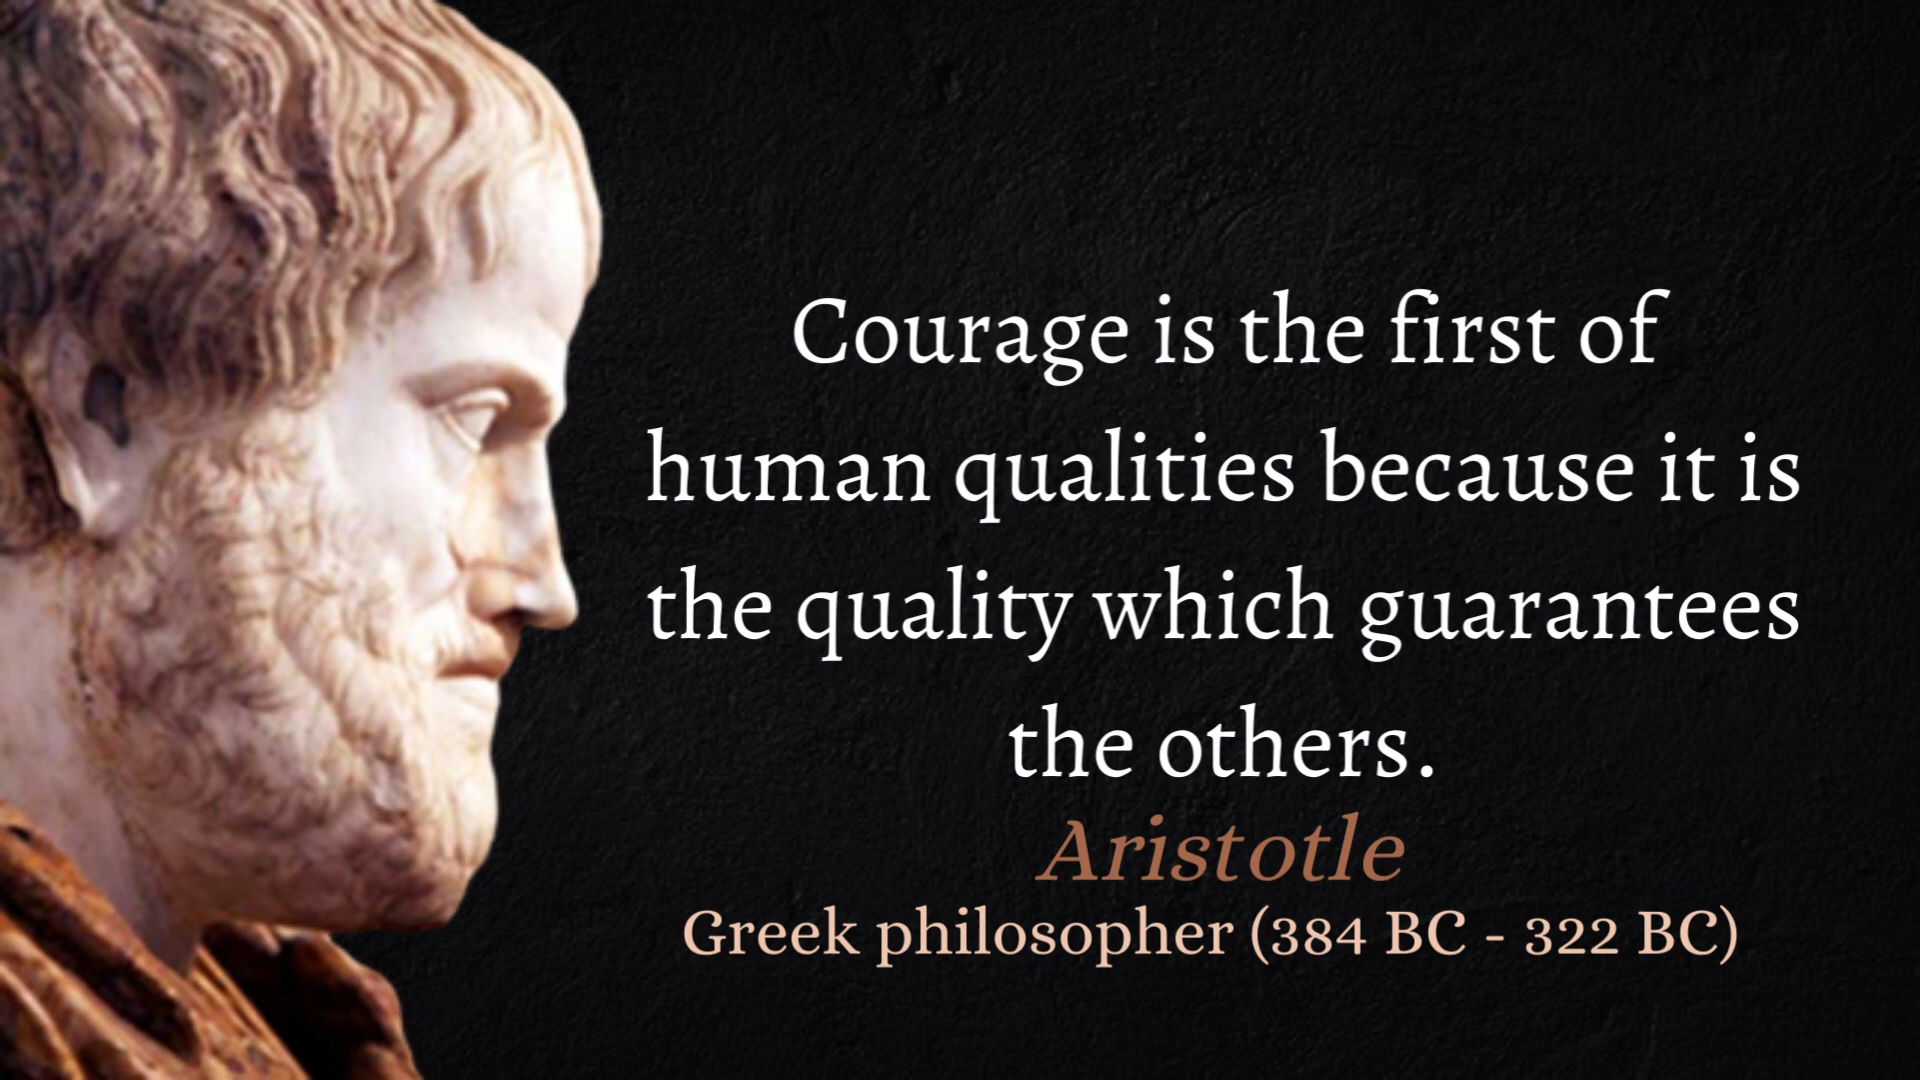 Courage is the first of
human qualities because it is
the quality which guarantees
the others.
Aristotle
Greek philosopher (384 BC - 322 BC)